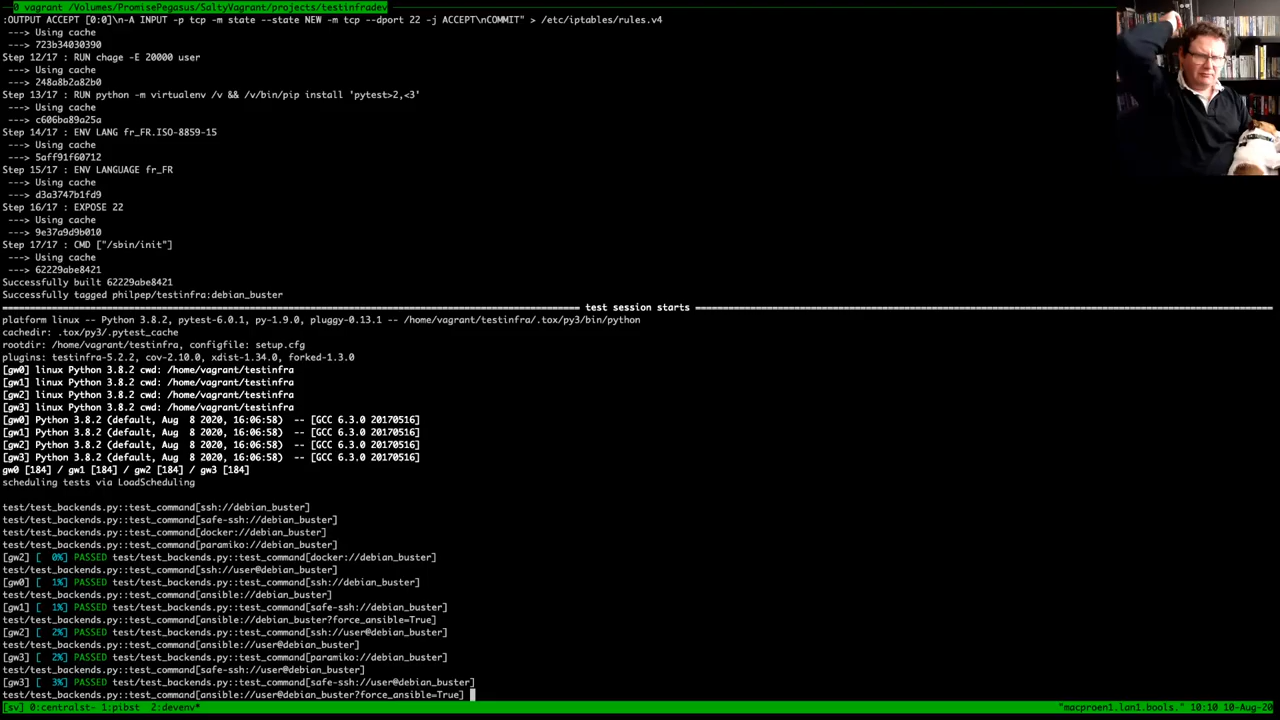 0 vagrant /Volumes/PromisePegasus/SaltyVagrant/projects/testinfradev
:OUTPUT ACCEPT [0:0]\n-A INPUT -p tcp -m state --state NEW -m tcp --dport 22 -j ACCEPT\nCOMMIT" > /etc/iptables/rules.v4
---> Using cache
---> 723b34030390
Step 12/17 : RUN chage -E 20000 user
---> Using cache
---> 248a8b2a82b0
Step 13/17 : RUN python -m virtualenv /v && /v/bin/pip install 'pytest>2,<3'
---> Using cache
---> c606ba89a25a
Step 14/17 : ENV LANG fr_FR.ISO-8859-15
---> Using cache
---> 5aff91f60712
Step 15/17 : ENV LANGUAGE fr_FR
---> Using cache
---> d3a3747b1fd9
Step 16/17 : EXPOSE 22
---> Using cache
---> 9e37a9d9b010
Step 17/17 : CMD ["/sbin/init"]
---> Using cache
---> 62229abe8421
Successfully built 62229abe8421
Successfully tagged philpep/testinfra:debian_buster
test session starts
platform linux -- Python 3.8.2, pytest-6.0.1, py-1.9.0, pluggy-0.13.1 -- /home/vagrant/testinfra/.tox/py3/bin/python
cachedir: .tox/py3/.pytest_cache
rootdir: /home/vagrant/testinfra, configfile: setup.cfg
plugins: testinfra-5.2.2, cov-2.10.0, xdist-1.34.0, forked-1.3.0
[gw0] linux Python 3.8.2 cwd: /home/vagrant/testinfra
[gw1] linux Python 3.8.2 cwd: /home/vagrant/testinfra
[gw2] linux Python 3.8.2 cwd: /home/vagrant/testinfra
[gw3] linux Python 3.8.2 cwd: /home/vagrant/testinfra
[gw0] Python 3.8.2 (default, Aug  8 2020, 16:06:58)  -- [GCC 6.3.0 20170516]
[gw1] Python 3.8.2 (default, Aug  8 2020, 16:06:58)  -- [GCC 6.3.0 20170516]
[gw2] Python 3.8.2 (default, Aug  8 2020, 16:06:58)  -- [GCC 6.3.0 20170516]
[gw3] Python 3.8.2 (default, Aug  8 2020, 16:06:58)  -- [GCC 6.3.0 20170516]
gw0 [184] / gw1 [184] / gw2 [184] / gw3 [184]
scheduling tests via LoadScheduling
test/test_backends.py::test_command[ssh://debian_buster]
test/test_backends.py::test_command[safe-ssh://debian_buster]
test/test_backends.py::test_command[docker://debian_buster]
test/test_backends.py::test_command[paramiko://debian_buster]
[gw2] [  0%] PASSED test/test_backends.py::test_command[docker://debian_buster]
test/test_backends.py::test_command[ssh://user@debian_buster]
[gw0] [  1%] PASSED test/test_backends.py::test_command[ssh://debian_buster]
test/test_backends.py::test_command[ansible://debian_buster]
[gw1] [  1%] PASSED test/test_backends.py::test_command[safe-ssh://debian_buster]
test/test_backends.py::test_command[ansible://debian_buster?force_ansible=True]
[gw2] [  2%] PASSED test/test_backends.py::test_command[ssh://user@debian_buster]
test/test_backends.py::test_command[ansible://user@debian_buster]
[gw3] [  2%] PASSED test/test_backends.py::test_command[paramiko://debian_buster]
test/test_backends.py::test_command[safe-ssh://user@debian_buster]
[gw3] [  3%] PASSED test/test_backends.py::test_command[safe-ssh://user@debian_buster]
test/test_backends.py::test_command[ansible://user@debian_buster?force_ansible=True]
[sv] 0:centralst- 1:pibst  2:devenv* "macproen1.lan1.bools." 10:10 10-Aug-20